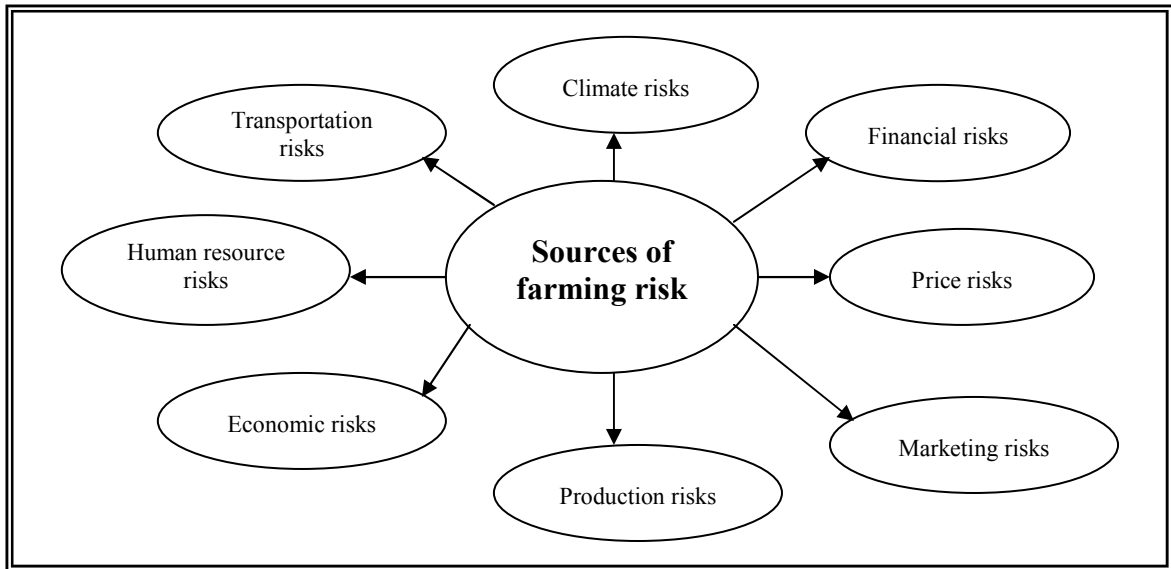 Climate risks
Transportation
risks
Financial risks
Human resource
risks
Sources of
farming risk
Price risks
Economic risks
Marketing risks
Production risks